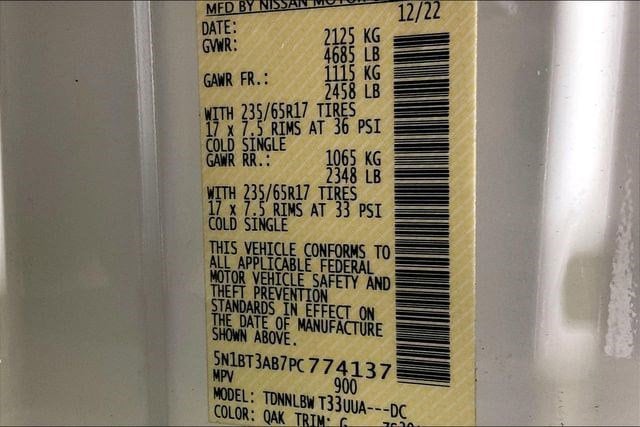 MFD BY NISSAN MOTOR
DATE: 12/22
GVWR: 2125 KG
4685 LB
GAWR FR.: 1115 KG
2458 LB
WITH 235/65R17 TIRES
17 x 7.5 RIMS AT 36 PSI
COLD SINGLE
GAWR RR.: 1065 KG
2348 LB
WITH 235/65R17 TIRES
17 x 7.5 RIMS AT 33 PSI
COLD SINGLE
THIS VEHICLE CONFORMS TO
ALL APPLICABLE FEDERAL
MOTOR VEHICLE SAFETY AND
THEFT PREVENTION
STANDARDS IN EFFECT ON
THE DATE OF MANUFACTURE
SHOWN ABOVE.
5N1BT3AB7PC774137
MPV 900
MODEL: TDNNLBW T33UUA---DC
COLOR: QAK TRIM: G